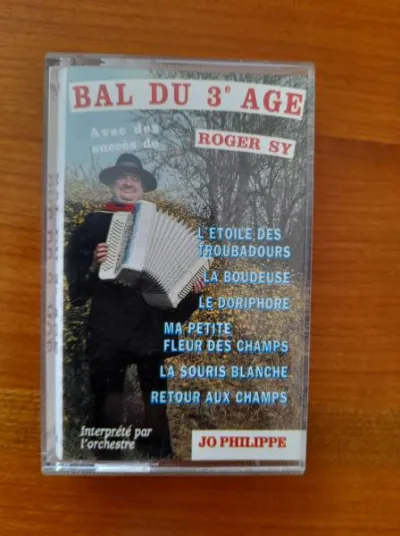 BAL DU 3e AGE
Avec des
succès de
ROGER SY
L'ETOILE DES
TROUBADOURS
LA BOUDEUSE
LE DORIPHORE
MA PETITE
FLEUR DES CHAMPS
LA SOURIS BLANCHE
RETOUR AUX CHAMPS
Interprété par
l'orchestre
JO PHILIPPE